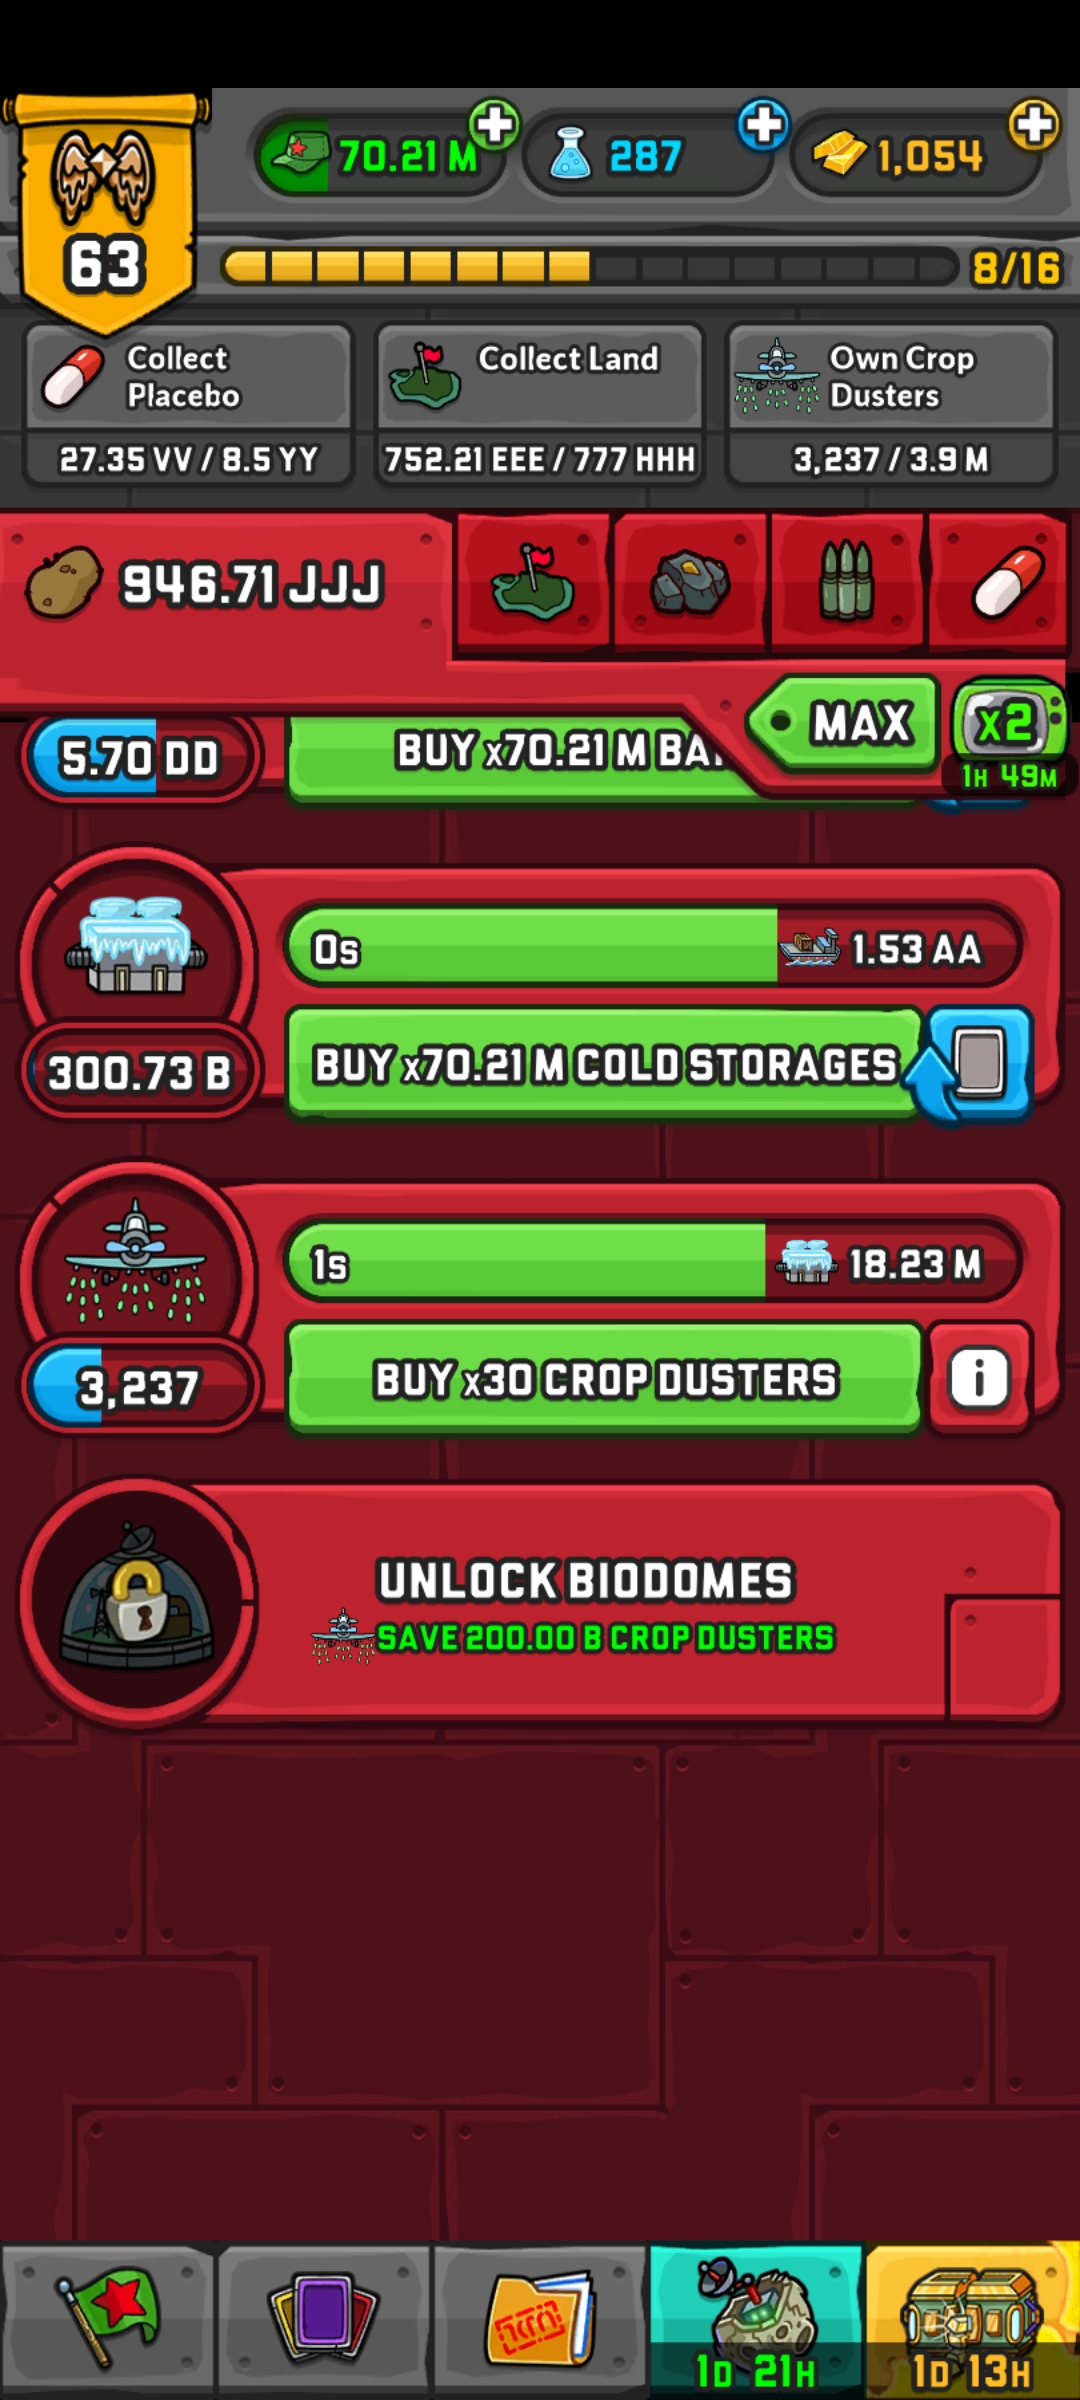 70.21 M
287
1,054
63
8/16
Collect
Placebo
27.35 VV / 8.5 YY
Collect Land
752.21 EEE / 777 HHH
Own Crop
Dusters
3,237 / 3.9 M
946.71 JJJ
MAX
x2
1H 49M
5.70 DD
BUY x70.21 M
0s
1.53 AA
300.73 B
BUY x70.21 M COLD STORAGES
1s
18.23 M
3,237
BUY x30 CROP DUSTERS
i
UNLOCK BIODOMES
SAVE 200.00 B CROP DUSTERS
1D 21H
1D 13H